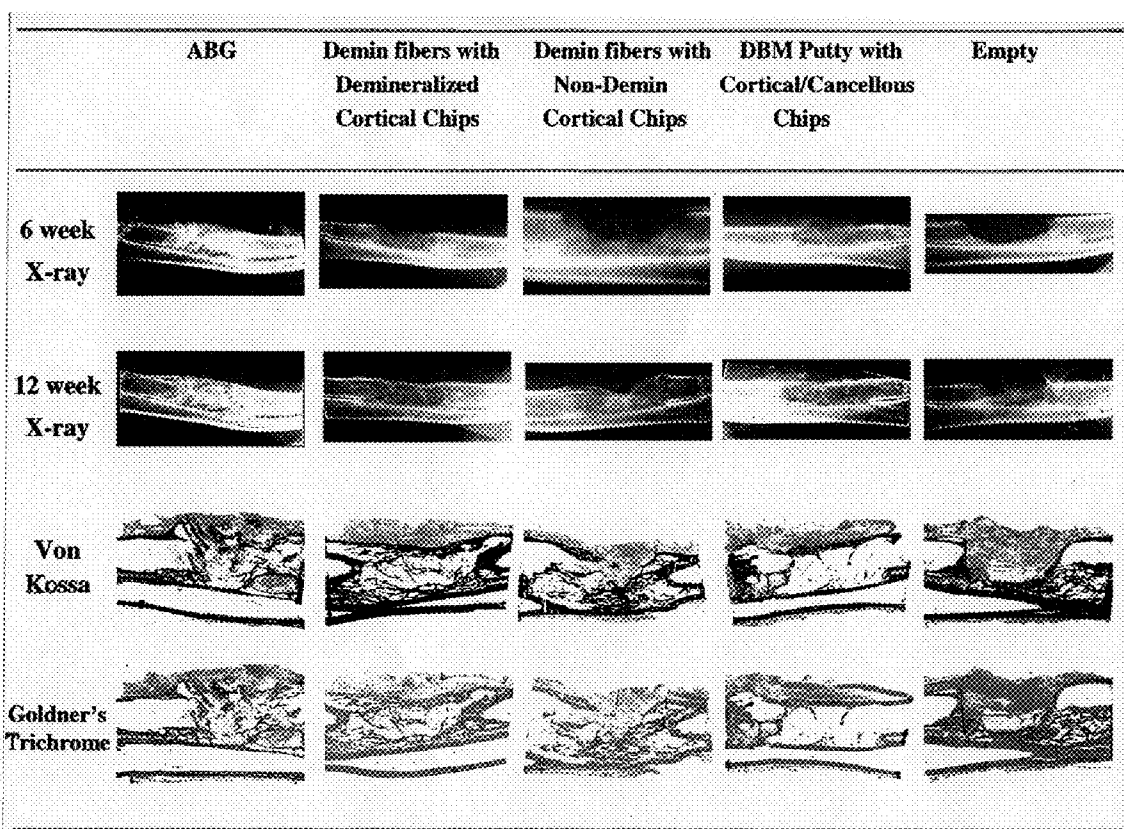 ABG
Demin fibers with
Demineralized
Cortical Chips
Demin fibers with
Non-Demin
Cortical Chips
DBM Putty with
Cortical/Cancellous
Chips
Empty
6 week
X-ray
12 week
X-ray
Von
Kossa
Goldner's
Trichrome